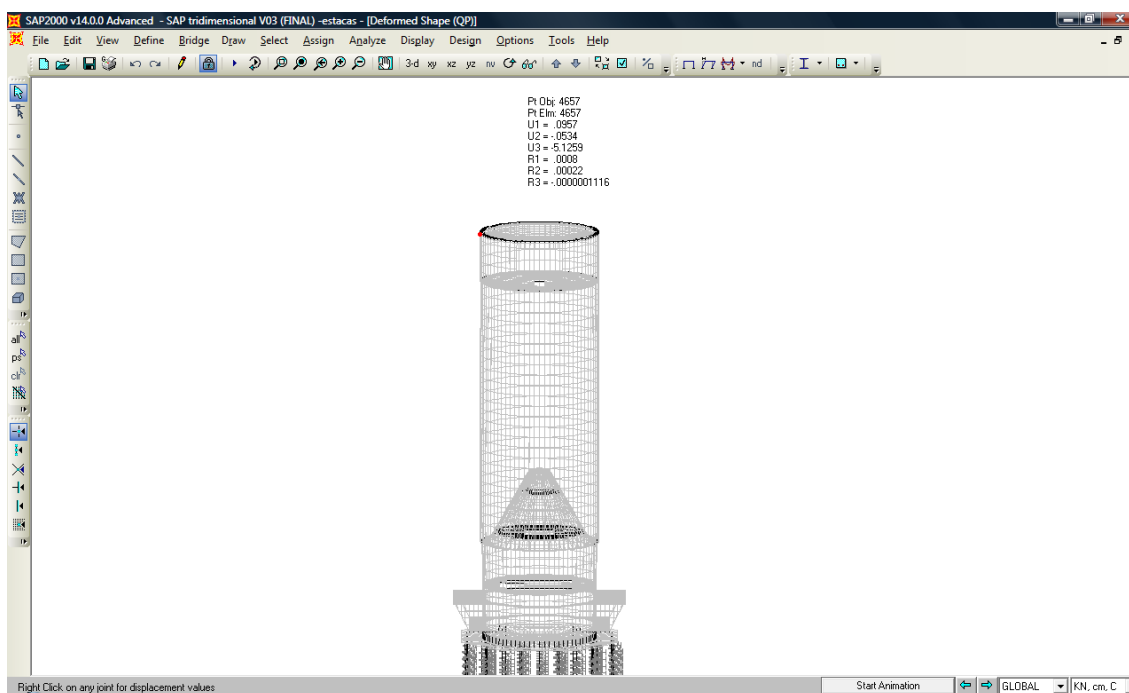 SAP2000 v14.0.0 Advanced - SAP tridimensional V03 (FINAL) -estacas - [Deformed Shape (QP)]
File Edit View Define Bridge Draw Select Assign Analyze Display Design Options Tools Help
3-d xy xz yz nv nd
Pt Obj: 4657
Pt Elm: 4657
U1 = .0957
U2 = -.0534
U3 = -5.1259
R1 = .0008
R2 = .00022
R3 = -.0000001116
all
ps
clr
Right Click on any joint for displacement values Start Animation GLOBAL KN, cm, C